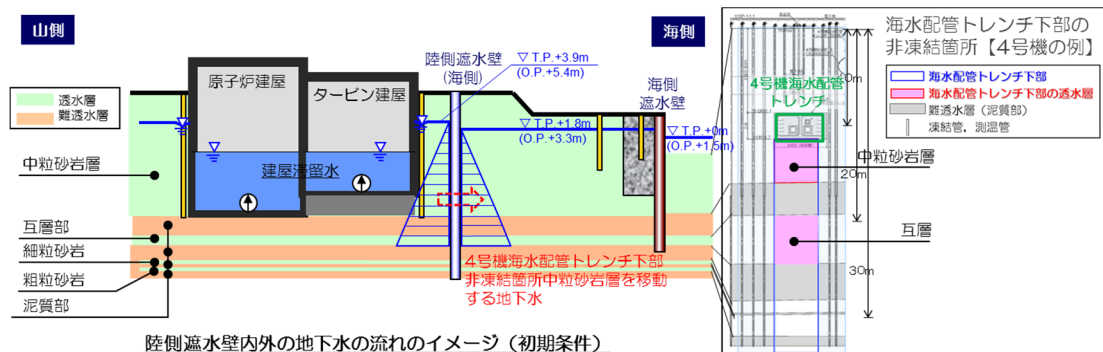 山側
海側
透水層
難透水層
原子炉建屋
タービン建屋
陸側遮水壁
(海側)
▽ T.P.+3.9m
(O.P.+5.4m)
海側
遮水壁
▽ T.P.+1.8m
(O.P.+3.3m)
▽ T.P.+0m
(O.P.+1.5m)
建屋滞留水
中粒砂岩層
互層部
細粒砂岩
粗粒砂岩
泥質部
4号機海水配管トレンチ下部
非凍結箇所中粒砂岩層を移動
する地下水
陸側遮水壁内外の地下水の流れのイメージ（初期条件）
海水配管トレンチ下部の
非凍結箇所【4号機の例】
海水配管トレンチ下部
海水配管トレンチ下部の透水層
難透水層（泥質部）
凍結管，測温管
4号機海水配管
トレンチ
中粒砂岩層
20m
互層
30m